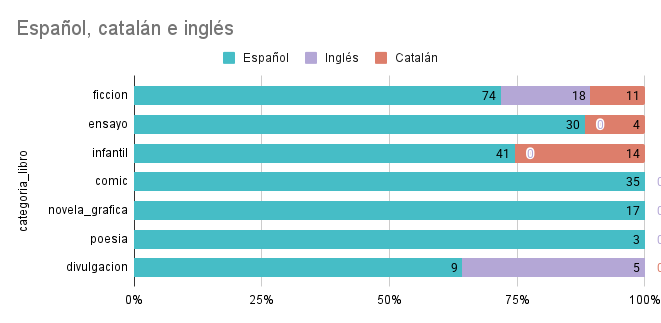 Español, catalán e inglés
Español Inglés Catalán
categoria_libro
ficcion 74 18 11
ensayo 30 0 4
infantil 41 0 14
comic 35 0
novela_grafica 17 0
poesia 3 0
divulgacion 9 5 0
0% 25% 50% 75% 100%